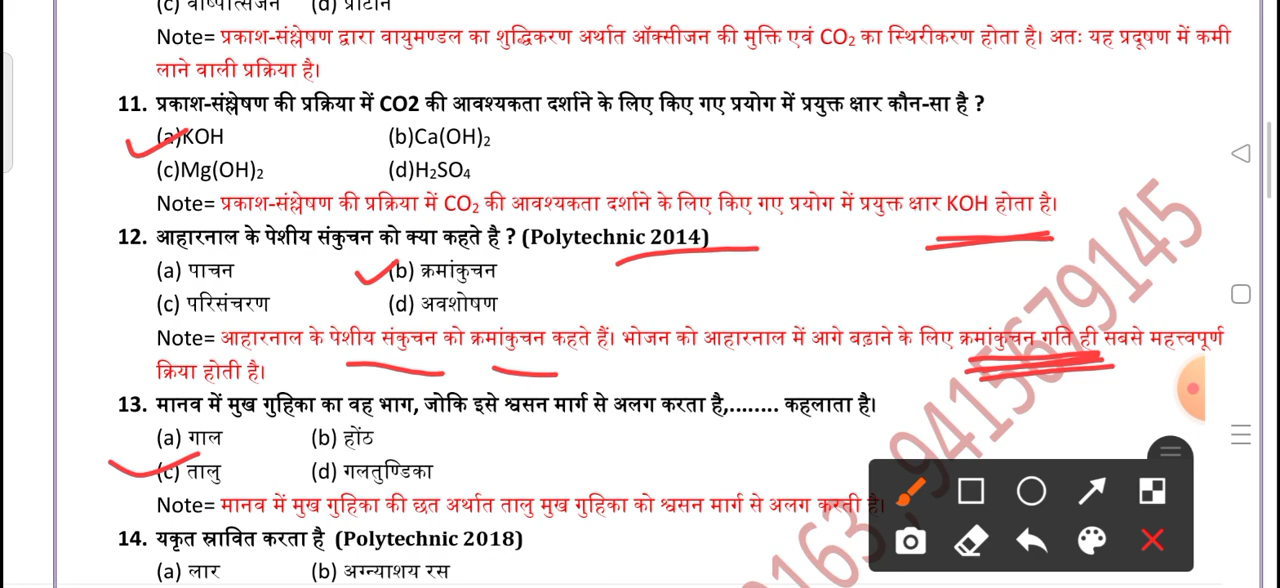 (c) वाष्पोत्सर्जन (d) प्रोटीन
Note= प्रकाश-संश्लेषण द्वारा वायुमण्डल का शुद्धिकरण अर्थात ऑक्सीजन की मुक्ति एवं CO₂ का स्थिरीकरण होता है। अतः यह प्रदूषण में कमी
लाने वाली प्रक्रिया है।
11. प्रकाश-संश्लेषण की प्रक्रिया में CO2 की आवश्यकता दर्शाने के लिए किए गए प्रयोग में प्रयुक्त क्षार कौन-सा है ?
(a)KOH (b)Ca(OH)₂
(c)Mg(OH)₂ (d)H₂SO₄
Note= प्रकाश-संश्लेषण की प्रक्रिया में CO₂ की आवश्यकता दर्शाने के लिए किए गए प्रयोग में प्रयुक्त क्षार KOH होता है।
12. आहारनाल के पेशीय संकुचन को क्या कहते है ? (Polytechnic 2014)
(a) पाचन (b) क्रमांकुचन
(c) परिसंचरण (d) अवशोषण
Note= आहारनाल के पेशीय संकुचन को क्रमांकुचन कहते हैं। भोजन को आहारनाल में आगे बढ़ाने के लिए क्रमांकुचन गति ही सबसे महत्त्वपूर्ण
क्रिया होती है।
13. मानव में मुख गुहिका का वह भाग, जोकि इसे श्वसन मार्ग से अलग करता है,........ कहलाता है।
(a) गाल (b) होंठ
(c) तालु (d) गलतुण्डिका
Note= मानव में मुख गुहिका की छत अर्थात तालु मुख गुहिका को श्वसन मार्ग से अलग करती है।
14. यकृत स्रावित करता है (Polytechnic 2018)
(a) लार (b) अग्न्याशय रस
9415679145